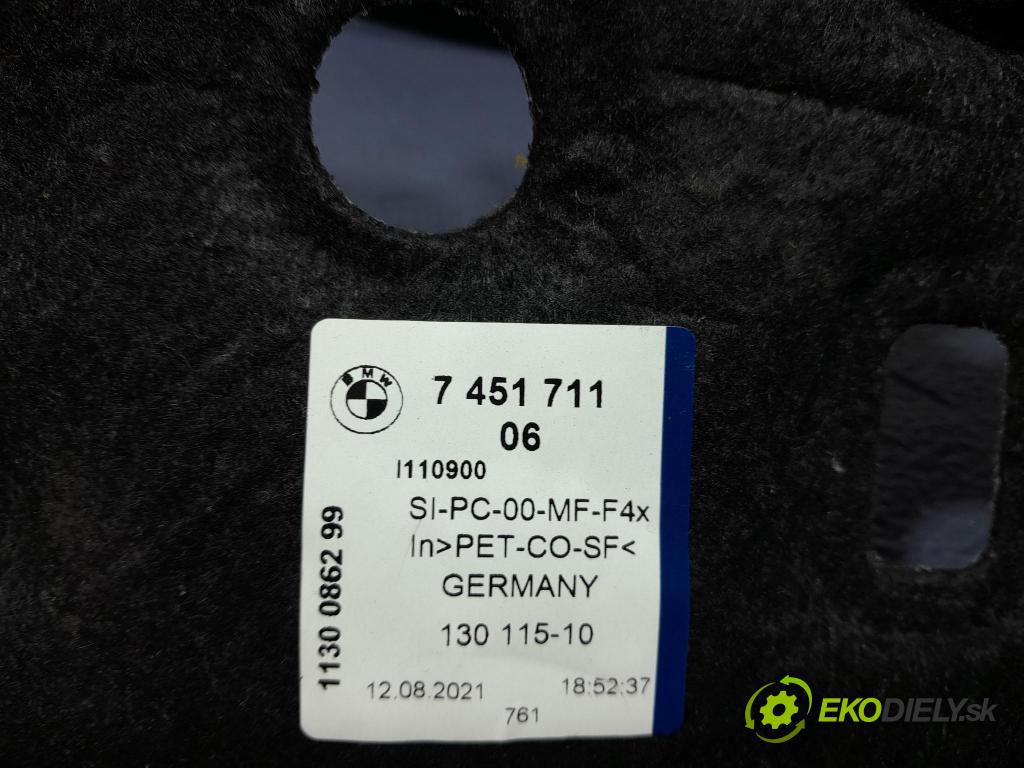 BMW
7 451 711
06
I110900
SI-PC-00-MF-F4x
In>PET-CO-SF<
GERMANY
130 115-10
12.08.2021 18:52:37
761
1130 0862 99
EKODIELY.sk